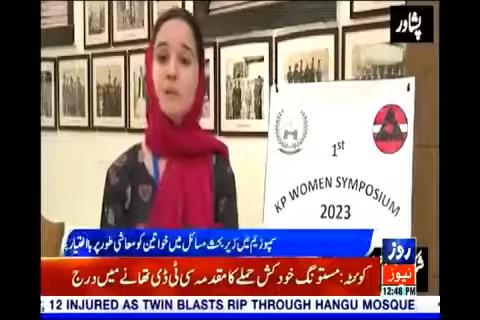 پشاور
1st
KP WOMEN SYMPOSIUM
2023
سمپوزیم میں زیر بحث مسائل میں خواتین کو معاشی طور پر بااختیار
روز
نیوز
کوئٹہ: مستونگ خودکش حملے کا مقدمہ سی ٹی ڈی تھانے میں درج
12:48 PM
12 INJURED AS TWIN BLASTS RIP THROUGH HANGU MOSQUE